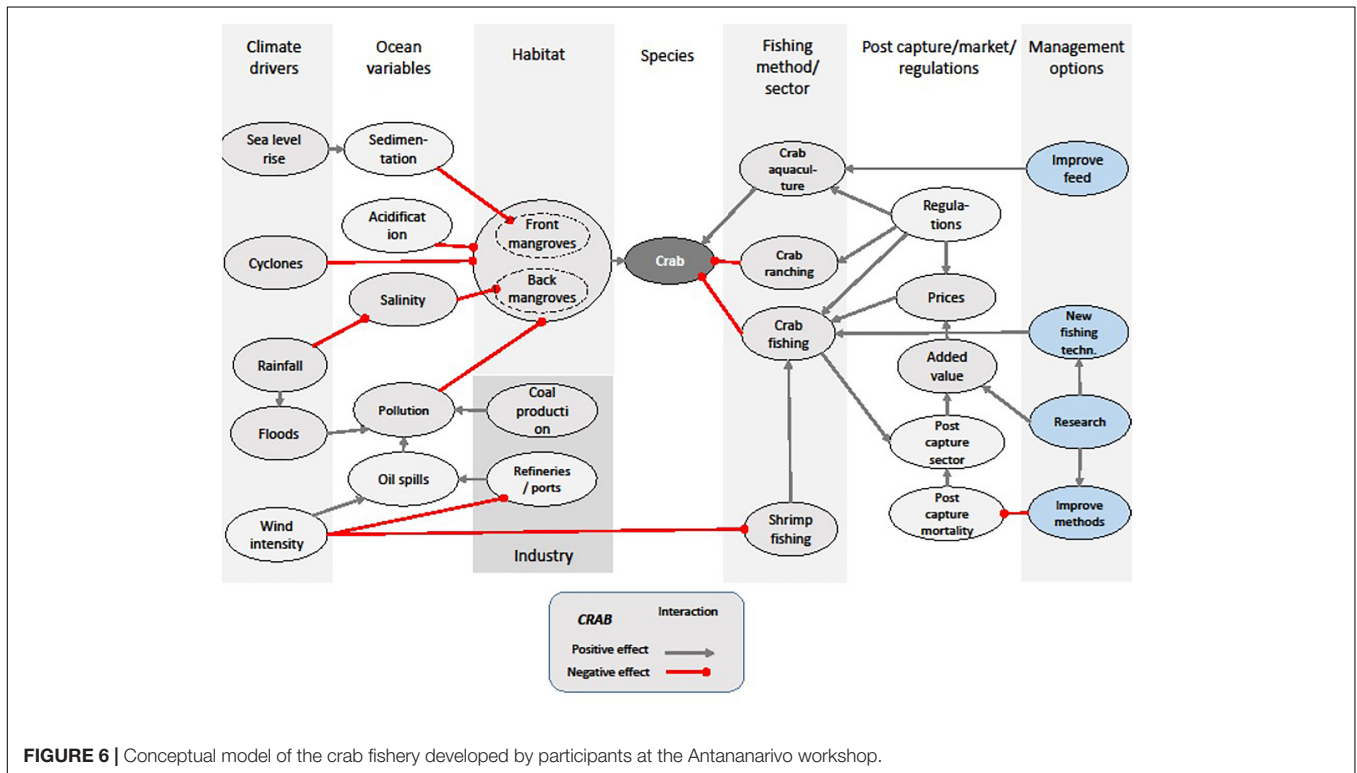 Climate
drivers
Ocean
variables
Habitat
Species
Fishing
method/
sector
Post capture/market/
regulations
Management
options
Sea level
rise
Sedimen-
tation
Acidificat
ion
Cyclones
Salinity
Rainfall
Floods
Pollution
Oil spills
Wind
intensity
Front
mangroves
Back
mangroves
Coal
producti
on
Refineries
/ ports
Industry
Crab
Crab
aquacul-
ture
Crab
ranching
Crab
fishing
Shrimp
fishing
Regula-
tions
Prices
Added
value
Post
capture
sector
Post
capture
mortality
Improve
feed
New
fishing
techn.
Research
Improve
methods
CRAB
Interaction
Positive effect
Negative effect
FIGURE 6 | Conceptual model of the crab fishery developed by participants at the Antananarivo workshop.